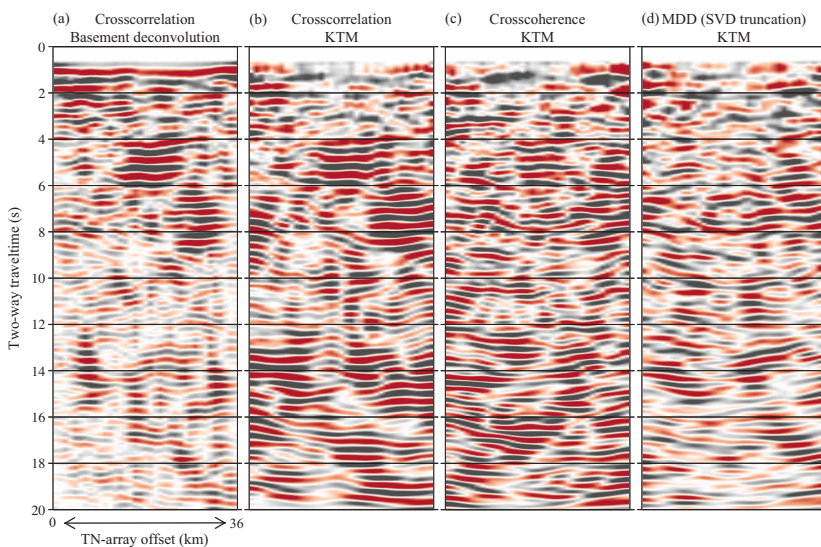 (a) Crosscorrelation
Basement deconvolution
(b) Crosscorrelation
KTM
(c) Crosscoherence
KTM
(d) MDD (SVD truncation)
KTM
Two-way traveltime (s)
0
2
4
6
8
10
12
14
16
18
20
0 36
TN-array offset (km)